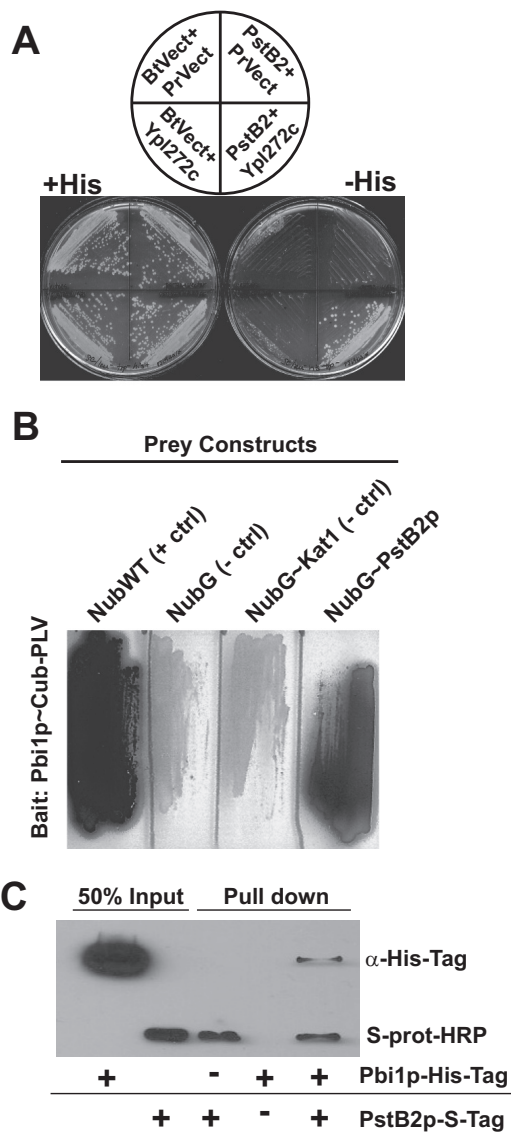 A
BtVect+
PrVect
PstB2+
PrVect
BtVect+
Ypl272c
PstB2+
Ypl272c
+His
-His
B
Prey Constructs
NubWT (+ ctrl)
NubG (- ctrl)
NubG~Kat1 (- ctrl)
NubG~PstB2p
Bait: Pbi1p~Cub-PLV
C
50% Input
Pull down
α-His-Tag
S-prot-HRP
+ - + + Pbi1p-His-Tag
+ + - + PstB2p-S-Tag